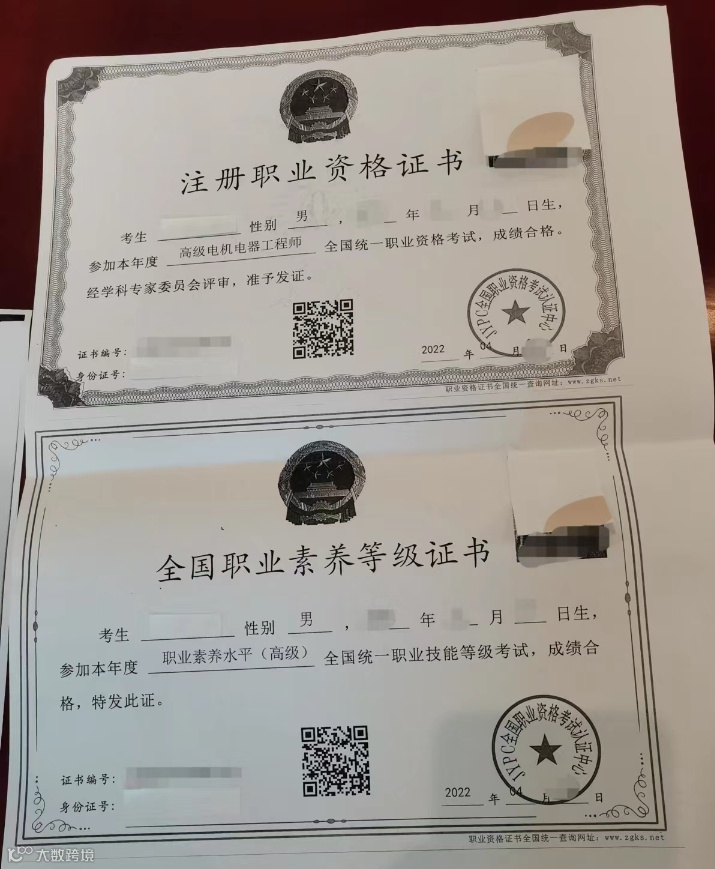 注册职业资格证书
考生 性别 男 , 年 月 日生,
参加本年度 高级电机电器工程师 全国统一职业资格考试,成绩合格。
经学科专家委员会评审,准予发证。
JYPC全国职业资格考试认证中心
证书编号:
身份证号:
2022 年 04 月 日
职业资格证书全国统一查询网址:www.zgks.net
全国职业素养等级证书
考生 性别 男 , 年 月 日生,
参加本年度 职业素养水平(高级) 全国统一职业技能等级考试,成绩合
格,特发此证。
JYPC全国职业资格考试认证中心
证书编号:
身份证号:
2022 年 04 月 日
职业资格证书全国统一查询网址:www.zgks.net
大数跨境